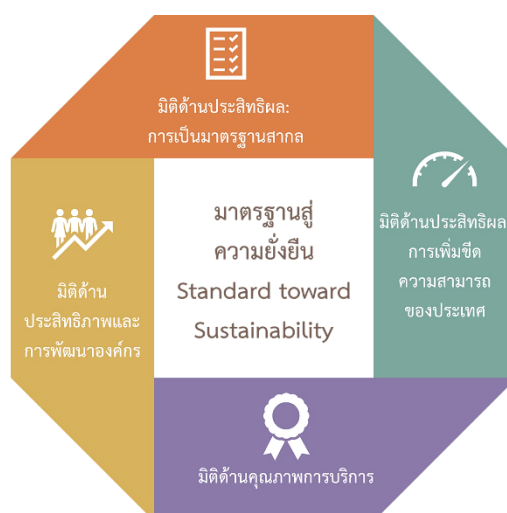 มิติด้านประสิทธิผล:
การเป็นมาตรฐานสากล
มิติด้านประสิทธิผล
การเพิ่มขีด
ความสามารถ
ของประเทศ
มาตรฐานสู่
ความยั่งยืน
Standard toward
Sustainability
มิติด้าน
ประสิทธิภาพและ
การพัฒนาองค์กร
มิติด้านคุณภาพการบริการ